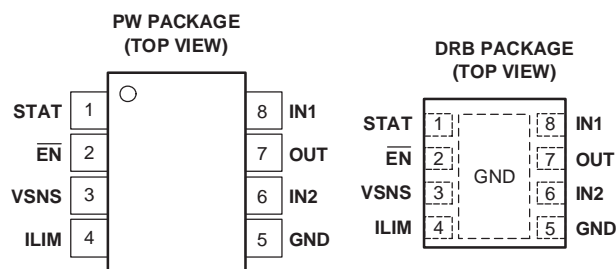 PW PACKAGE
(TOP VIEW)
STAT 1 8 IN1
EN 2 7 OUT
VSNS 3 6 IN2
ILIM 4 5 GND
DRB PACKAGE
(TOP VIEW)
STAT 1 8 IN1
EN 2 7 OUT
GND
VSNS 3 6 IN2
ILIM 4 5 GND